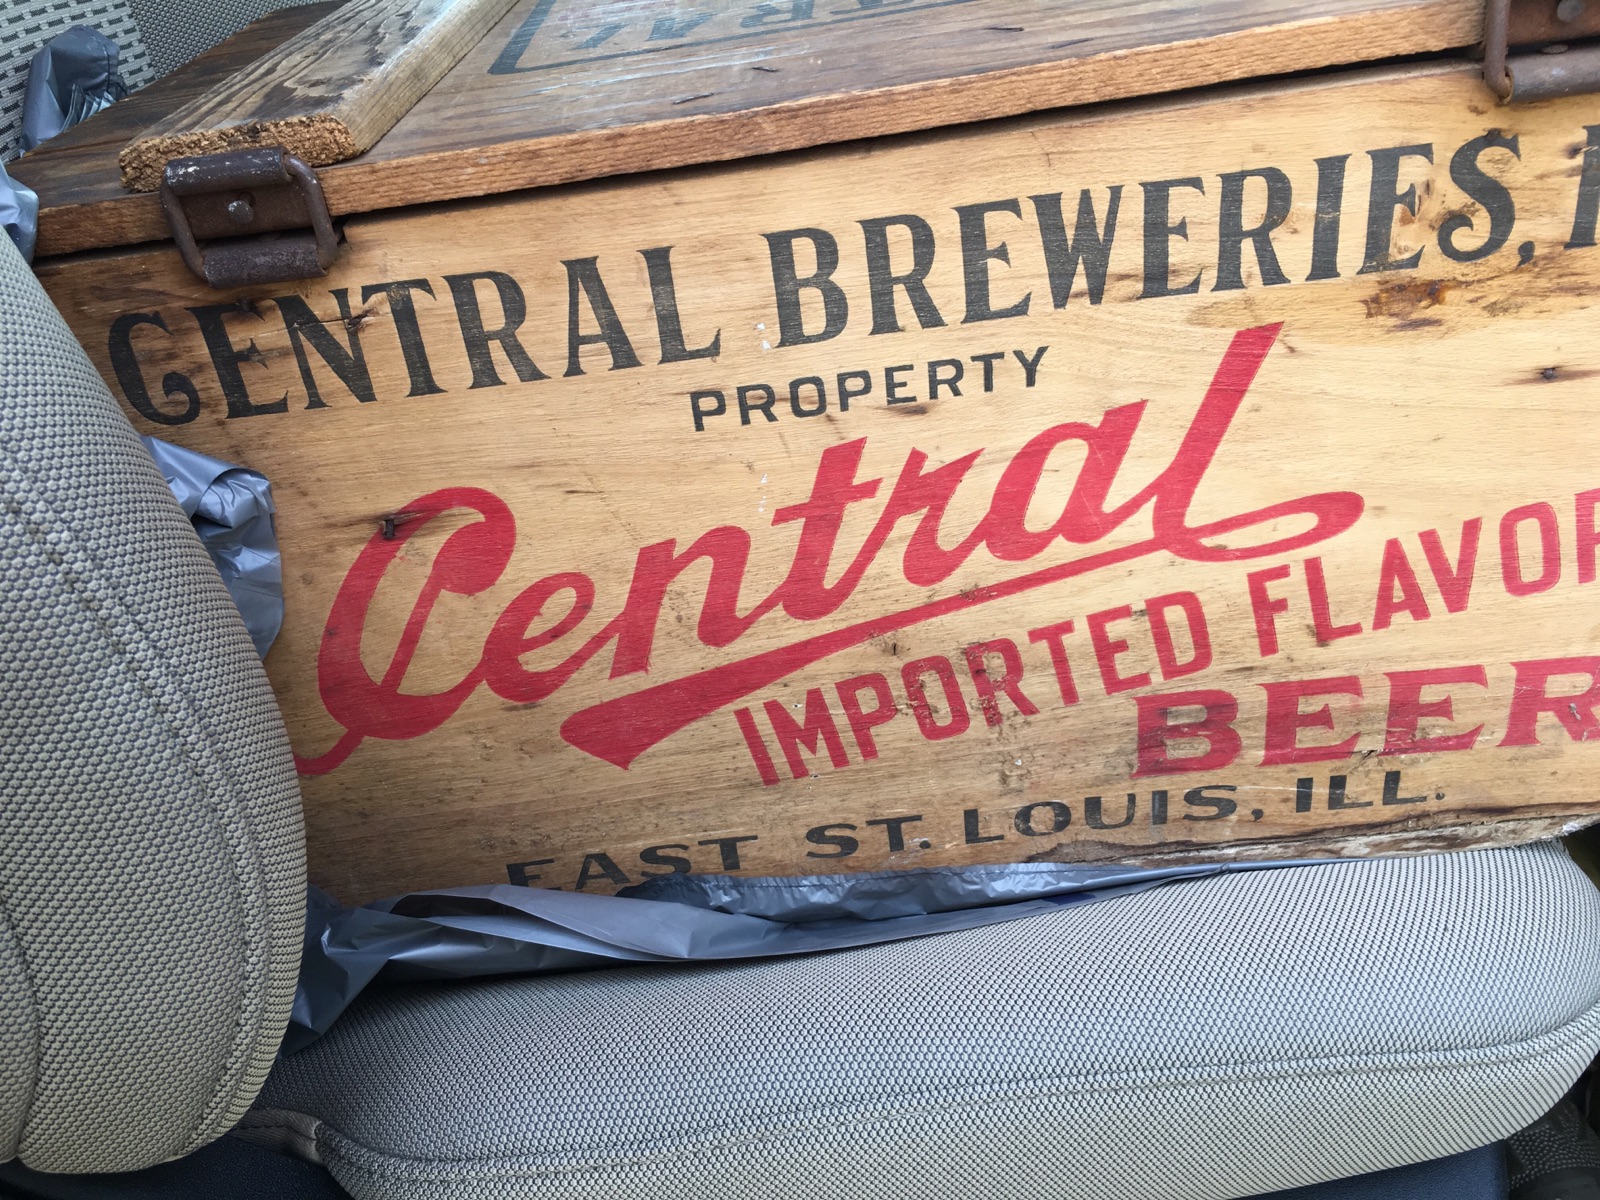 CENTRAL BREWERIES,
PROPERTY
Central
IMPORTED FLAVOR
BEER
EAST ST. LOUIS, ILL.